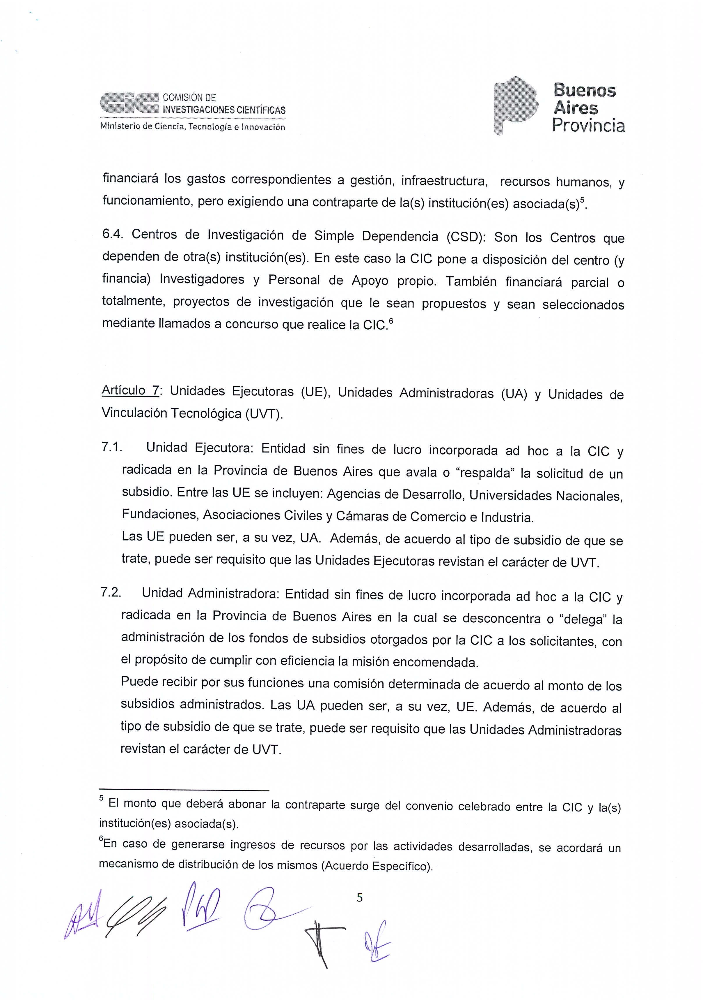 CIC COMISIÓN DE
INVESTIGACIONES CIENTÍFICAS
Ministerio de Ciencia, Tecnología e Innovación
Buenos
Aires
Provincia
financiará los gastos correspondientes a gestión, infraestructura, recursos humanos, y
funcionamiento, pero exigiendo una contraparte de la(s) institución(es) asociada(s)⁵.
6.4. Centros de Investigación de Simple Dependencia (CSD): Son los Centros que
dependen de otra(s) institución(es). En este caso la CIC pone a disposición del centro (y
financia) Investigadores y Personal de Apoyo propio. También financiará parcial o
totalmente, proyectos de investigación que le sean propuestos y sean seleccionados
mediante llamados a concurso que realice la CIC.⁶
Artículo 7: Unidades Ejecutoras (UE), Unidades Administradoras (UA) y Unidades de
Vinculación Tecnológica (UVT).
7.1. Unidad Ejecutora: Entidad sin fines de lucro incorporada ad hoc a la CIC y
radicada en la Provincia de Buenos Aires que avala o “respalda” la solicitud de un
subsidio. Entre las UE se incluyen: Agencias de Desarrollo, Universidades Nacionales,
Fundaciones, Asociaciones Civiles y Cámaras de Comercio e Industria.
Las UE pueden ser, a su vez, UA. Además, de acuerdo al tipo de subsidio de que se
trate, puede ser requisito que las Unidades Ejecutoras revistan el carácter de UVT.
7.2. Unidad Administradora: Entidad sin fines de lucro incorporada ad hoc a la CIC y
radicada en la Provincia de Buenos Aires en la cual se desconcentra o “delega” la
administración de los fondos de subsidios otorgados por la CIC a los solicitantes, con
el propósito de cumplir con eficiencia la misión encomendada.
Puede recibir por sus funciones una comisión determinada de acuerdo al monto de los
subsidios administrados. Las UA pueden ser, a su vez, UE. Además, de acuerdo al
tipo de subsidio de que se trate, puede ser requisito que las Unidades Administradoras
revistan el carácter de UVT.
⁵ El monto que deberá abonar la contraparte surge del convenio celebrado entre la CIC y la(s)
institución(es) asociada(s).
⁶En caso de generarse ingresos de recursos por las actividades desarrolladas, se acordará un
mecanismo de distribución de los mismos (Acuerdo Específico).
5